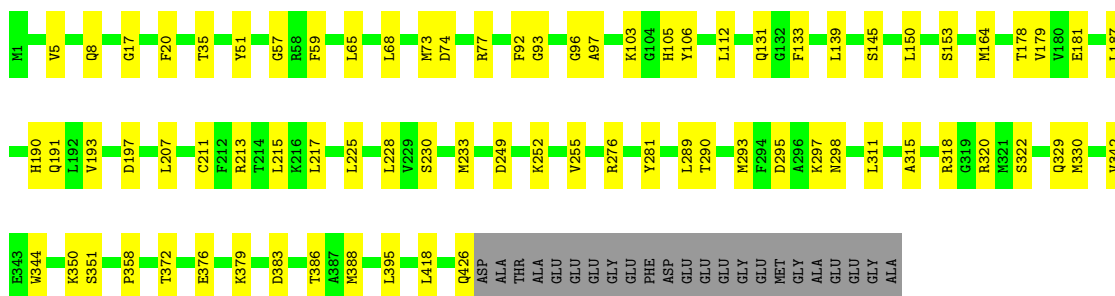 M1 V5 Q8 G17 F20 T35 Y51 G57 R58 F59 L65 L68 M73 D74 R77 F92 G93 G96 A97 K103 G104 H105 Y106 L112 Q131 G132 F133 L139 S145 L150 S153 M164 T178 V179 V180 E181 L187
H190 Q191 L192 V193 D197 L207 C211 F212 R213 T214 L215 K216 L217 L225 L228 V229 S230 M233 D249 K252 V255 R276 Y281 L289 T290 M293 F294 D295 A296 K297 N298 L311 A315 R318 G319 R320 M321 S322 Q329 M330 V342
E343 W344 K350 S351 P358 T372 E376 K379 D383 T386 A387 M388 L395 L418 Q426 ASP ALA THR ALA GLU GLU GLU GLY GLU PHE ASP GLU GLU GLU GLY GLU MET GLY ALA GLU GLU GLY ALA